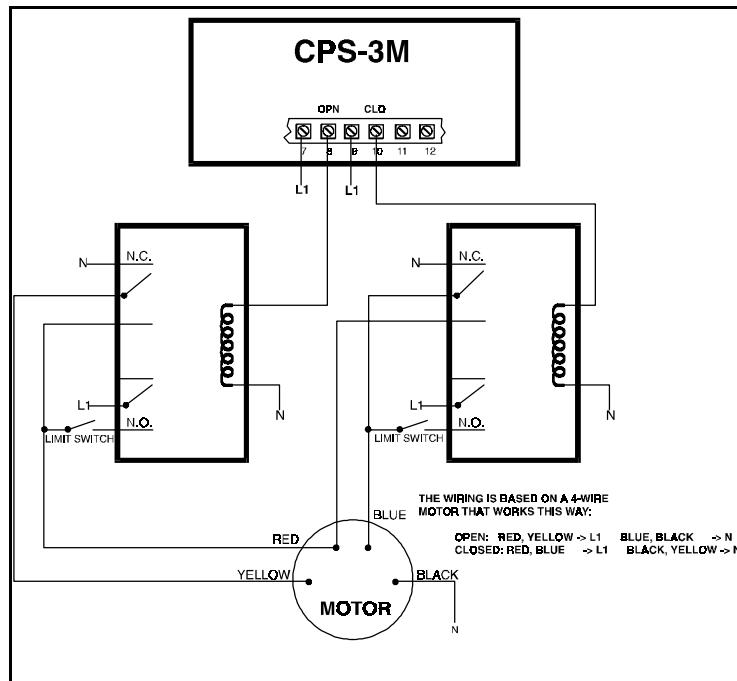 CPS-3M
OPN CLO
7 8 9 10 11 12
L1 L1
N N.C. N N.C.
L1 L1
N.O. N N.O. N
LIMIT SWITCH LIMIT SWITCH
THE WIRING IS BASED ON A 4-WIRE
MOTOR THAT WORKS THIS WAY:
BLUE
OPEN: RED, YELLOW -> L1 BLUE, BLACK -> N
CLOSED: RED, BLUE -> L1 BLACK, YELLOW -> N
RED
YELLOW BLACK
MOTOR
N